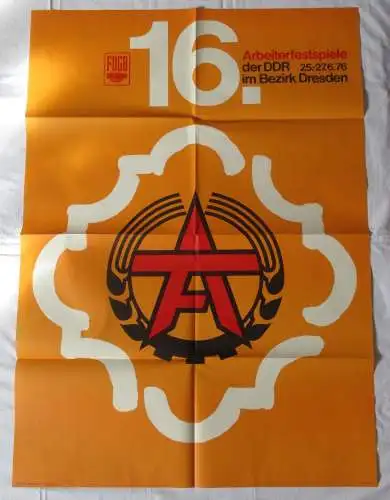 FDGB
16.
Arbeiterfestspiele
der DDR 25.-27.6.76
im Bezirk Dresden